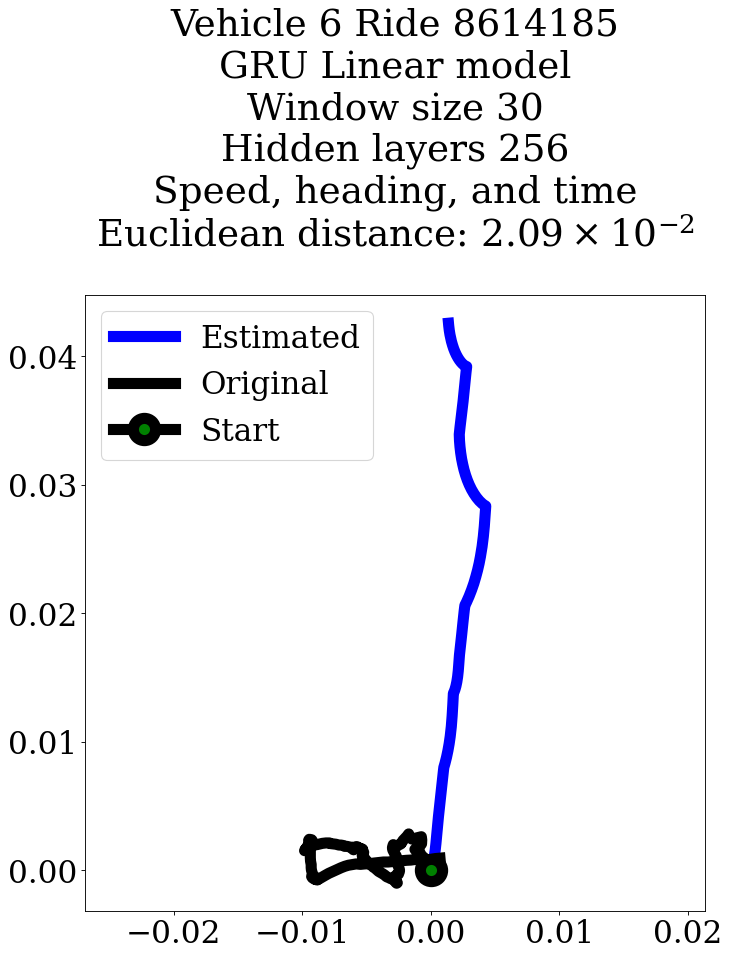 Vehicle 6 Ride 8614185
GRU Linear model
Window size 30
Hidden layers 256
Speed, heading, and time
Euclidean distance: 2.09 × 10⁻²
Estimated
Original
Start
0.04
0.03
0.02
0.01
0.00
−0.02 −0.01 0.00 0.01 0.02